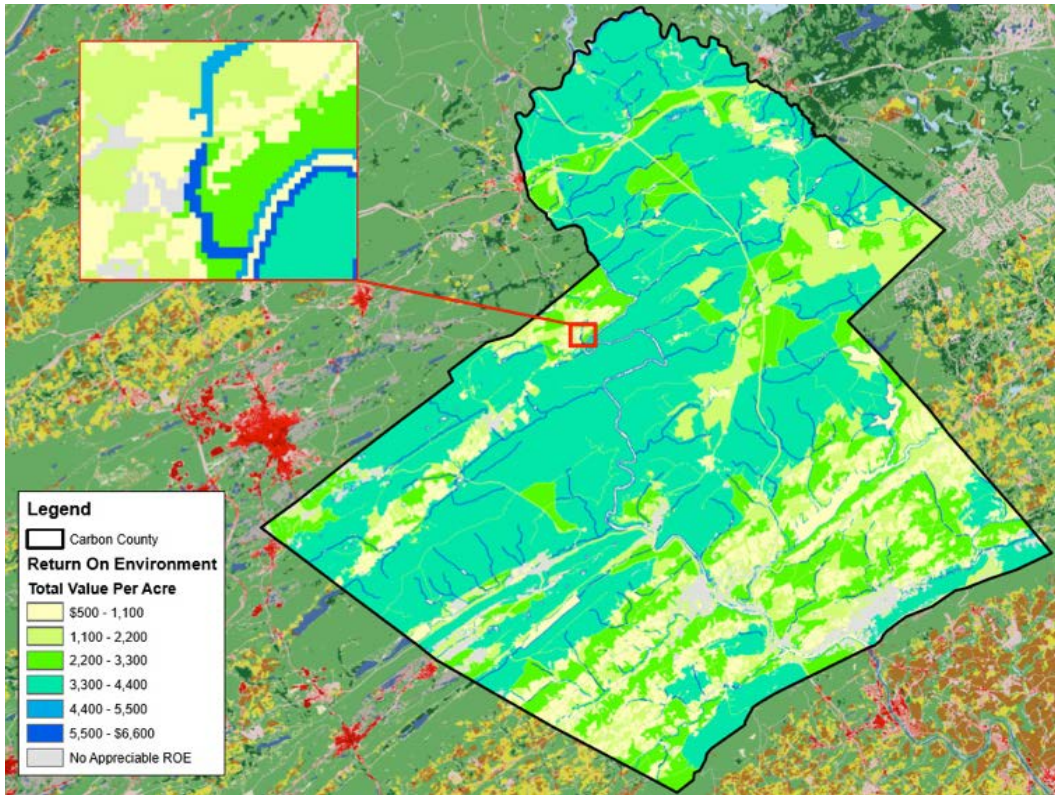 Legend
Carbon County
Return On Environment
Total Value Per Acre
$500 - 1,100
1,100 - 2,200
2,200 - 3,300
3,300 - 4,400
4,400 - 5,500
5,500 - $6,600
No Appreciable ROE